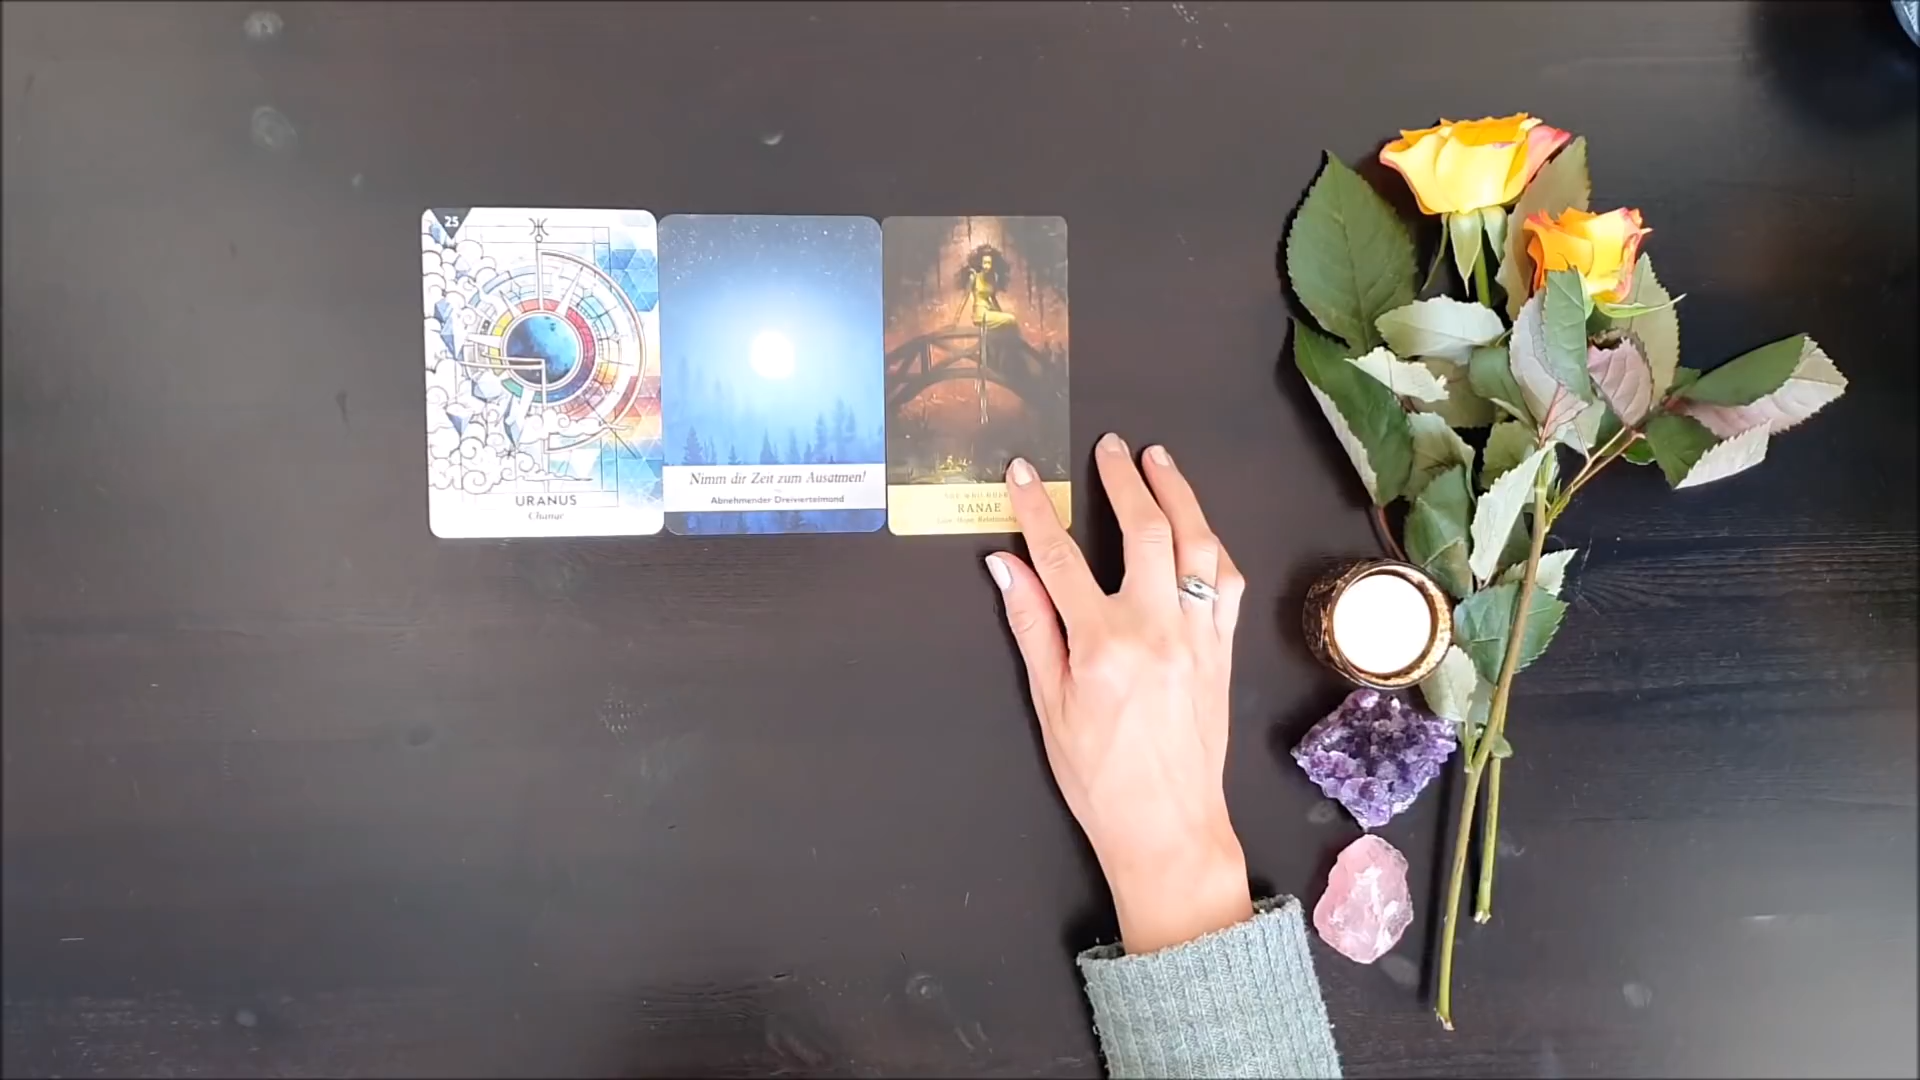 25
URANUS
Change
Nimm dir Zeit zum Ausatmen!
Abnehmender Dreiviertelmond
RANAE